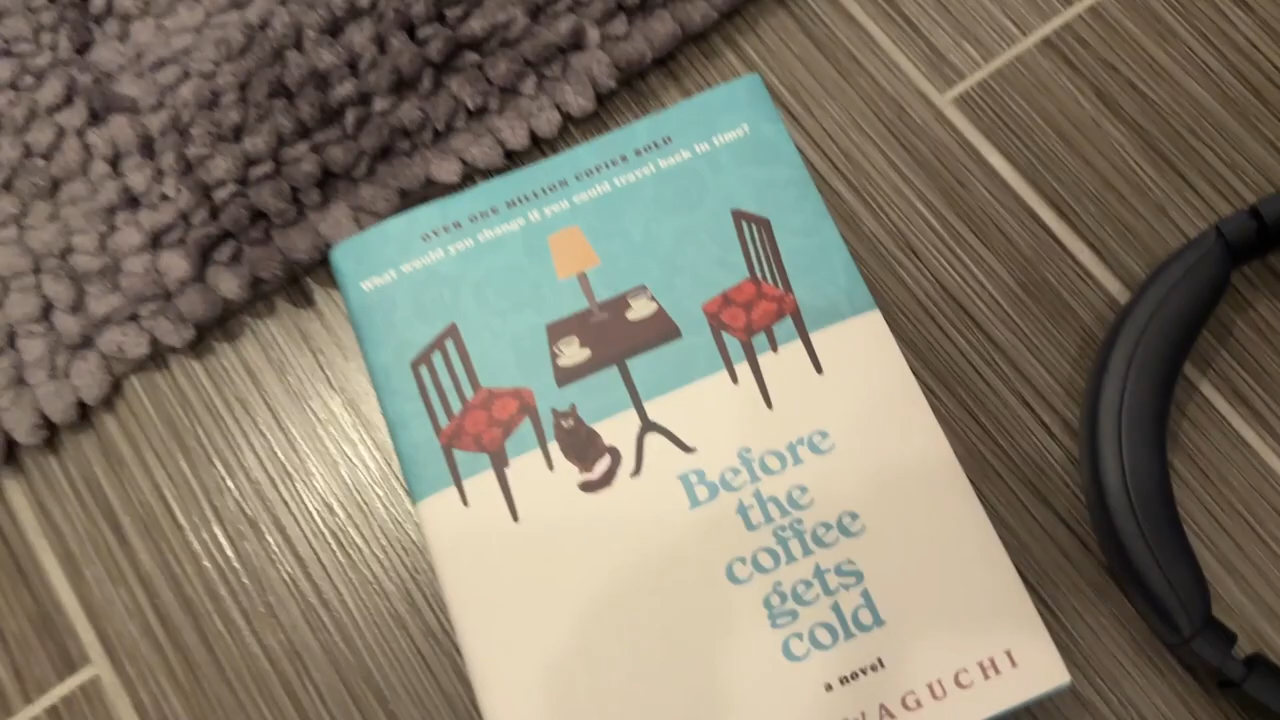 OVER ONE MILLION COPIES SOLD
What would you change if you could travel back in time?
Before
the
coffee
gets
cold
a novel
WAGUCHI